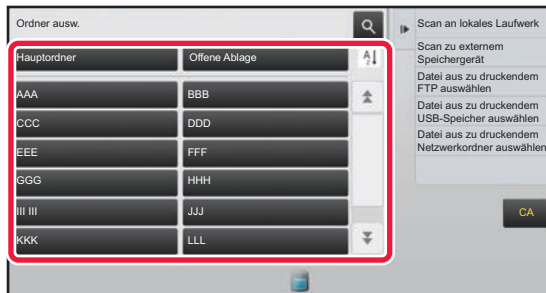 Ordner ausw.
Hauptordner
Offene Ablage
AAA
BBB
CCC
DDD
EEE
FFF
GGG
HHH
III III
JJJ
KKK
LLL
Scan an lokales Laufwerk
Scan zu externem
Speichergerät
Datei aus zu druckendem
FTP auswählen
Datei aus zu druckendem
USB-Speicher auswählen
Datei aus zu druckendem
Netzwerkordner auswählen
CA